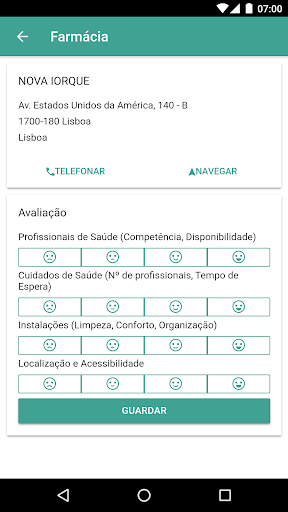 07:00
Farmácia
NOVA IORQUE
Av. Estados Unidos da América, 140 - B
1700-180 Lisboa
Lisboa
TELEFONAR
NAVEGAR
Avaliação
Profissionais de Saúde (Competência, Disponibilidade)
Cuidados de Saúde (Nº de profissionais, Tempo de
Espera)
Instalações (Limpeza, Conforto, Organização)
Localização e Acessibilidade
GUARDAR